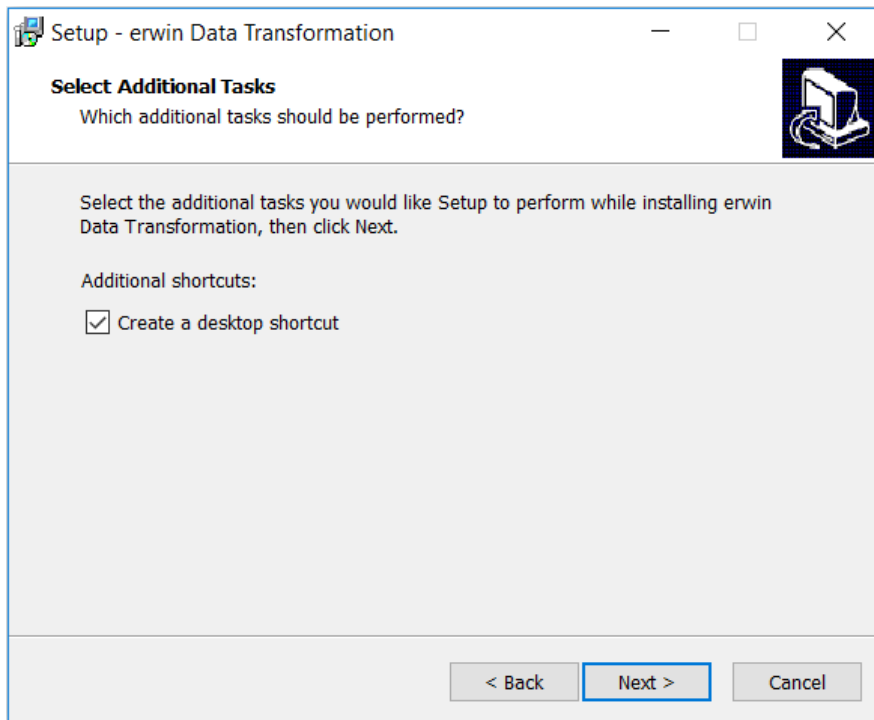 Setup - erwin Data Transformation
Select Additional Tasks
Which additional tasks should be performed?
Select the additional tasks you would like Setup to perform while installing erwin
Data Transformation, then click Next.
Additional shortcuts:
Create a desktop shortcut
< Back
Next >
Cancel